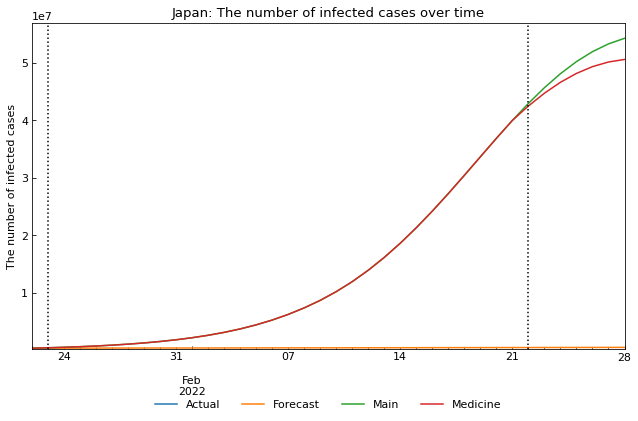 Japan: The number of infected cases over time
1e7
5
4
3
2
1
The number of infected cases
24 31 07 14 21 28
Feb
2022
Actual Forecast Main Medicine